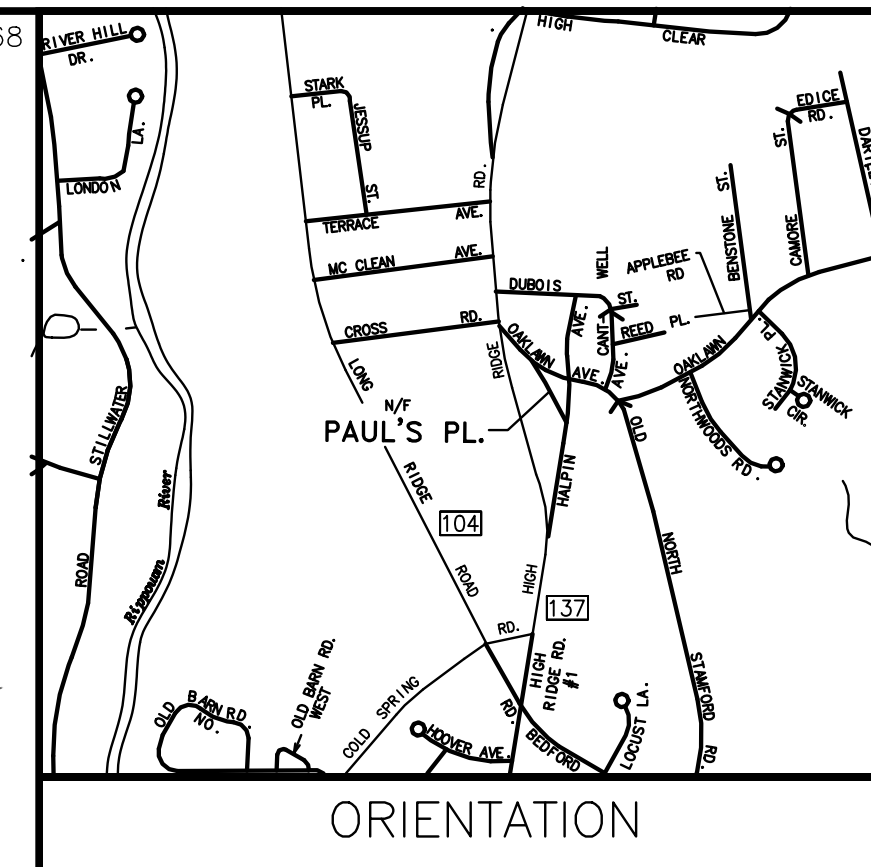 68
RIVER HILL
DR.
LA.
LONDON
STARK
PL.
JESSUP
ST.
TERRACE AVE.
MC CLEAN AVE.
CROSS RD.
RD.
HIGH
CLEAR
EDICE
RD.
ST.
CAMORE
BENSTONE ST.
APPLEBEE
RD
DUBOIS
AVE.
WELL
ST.
CANT-
AVE.
REED PL.
OAKLAWN AVE.
OAKLAWN
STANWICK PL.
STANWICK
CIR.
NORTHWOODS RD.
RIDGE
LONG
N/F
PAUL'S PL.
RIDGE
ROAD
104
HALPIN
HIGH
137
OLD
NORTH
STAMFORD
RD.
STILLWATER
ROAD
River
Rippowam
RD.
COLD SPRING
HIGH
RIDGE RD.
#1
RD.
BEDFORD
LOCUST LA.
HOOVER AVE.
OLD BARN RD.
WEST
OLD BARN RD.
NO.
ORIENTATION